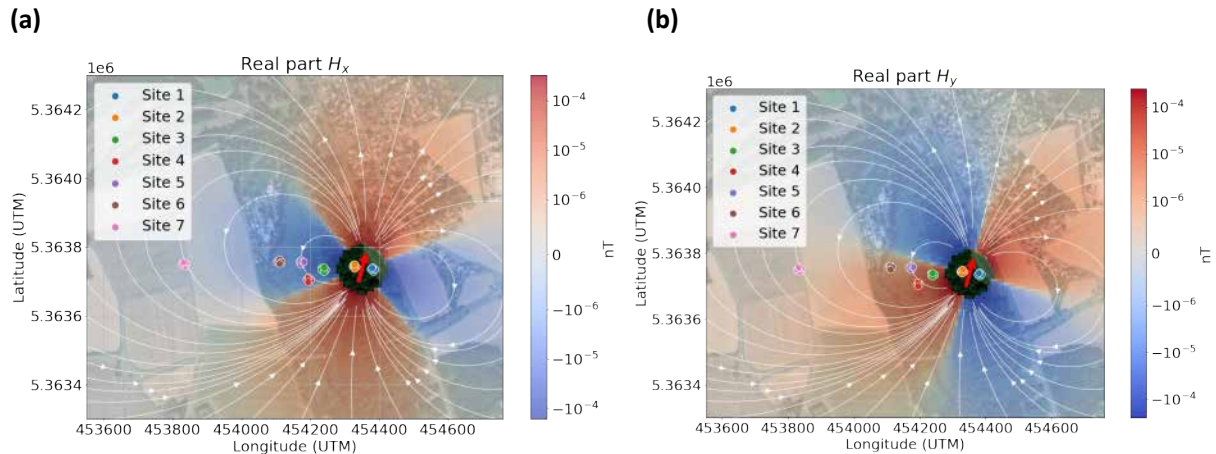 (a)
(b)
Real part Hx
1e6
Site 1
Site 2
Site 3
Site 4
Site 5
Site 6
Site 7
5.3642
5.3640
5.3638
5.3636
5.3634
Latitude (UTM)
453600 453800 454000 454200 454400 454600
Longitude (UTM)
10⁻⁴
10⁻⁵
10⁻⁶
0
−10⁻⁶
−10⁻⁵
−10⁻⁴
nT
Real part Hy
1e6
Site 1
Site 2
Site 3
Site 4
Site 5
Site 6
Site 7
5.3642
5.3640
5.3638
5.3636
5.3634
Latitude (UTM)
453600 453800 454000 454200 454400 454600
Longitude (UTM)
10⁻⁴
10⁻⁵
10⁻⁶
0
−10⁻⁶
−10⁻⁵
−10⁻⁴
nT